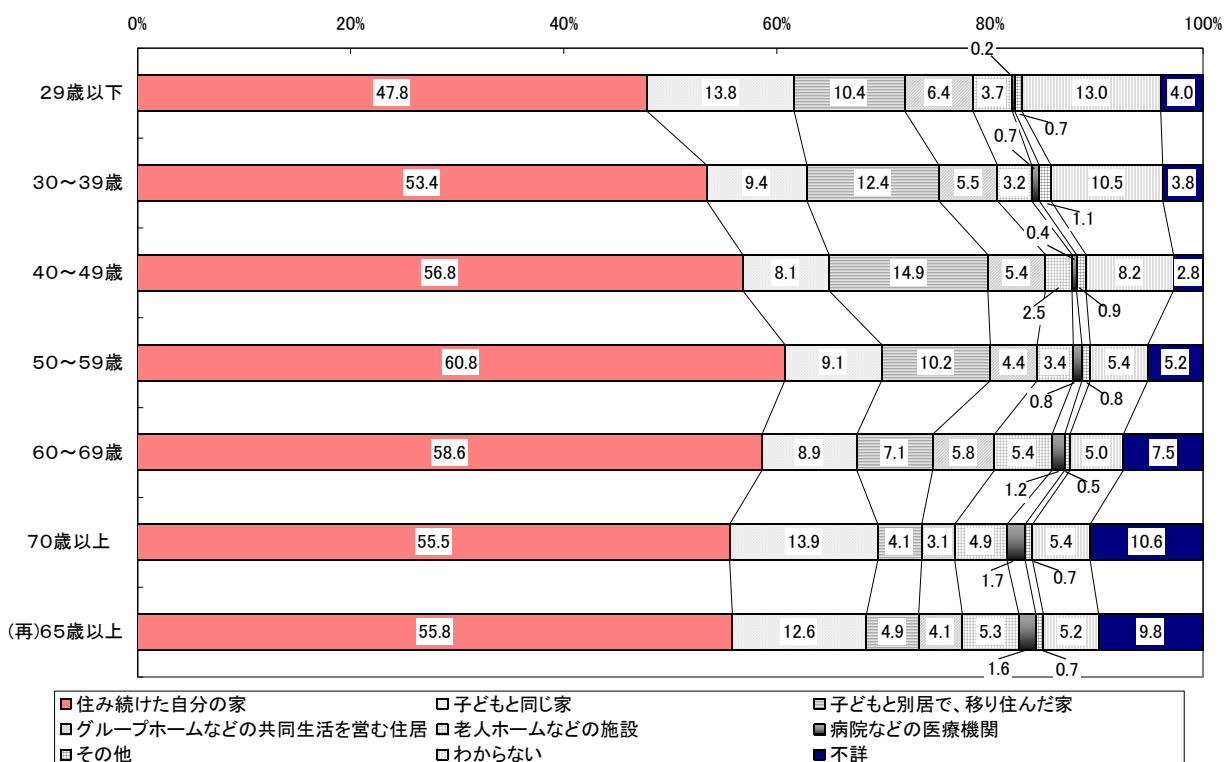 0% 20% 40% 60% 80% 100%
0.2
29歳以下 47.8 13.8 10.4 6.4 3.7 13.0 4.0
0.7 0.7
30～39歳 53.4 9.4 12.4 5.5 3.2 10.5 3.8
0.4 1.1
40～49歳 56.8 8.1 14.9 5.4 8.2 2.8
2.5 0.9
50～59歳 60.8 9.1 10.2 4.4 3.4 5.4 5.2
0.8 0.8
60～69歳 58.6 8.9 7.1 5.8 5.4 5.0 7.5
1.2 0.5
70歳以上 55.5 13.9 4.1 3.1 4.9 5.4 10.6
1.7 0.7
(再)65歳以上 55.8 12.6 4.9 4.1 5.3 5.2 9.8
1.6 0.7
住み続けた自分の家 子どもと同じ家 子どもと別居で、移り住んだ家
グループホームなどの共同生活を営む住居 老人ホームなどの施設 病院などの医療機関
その他 わからない 不詳